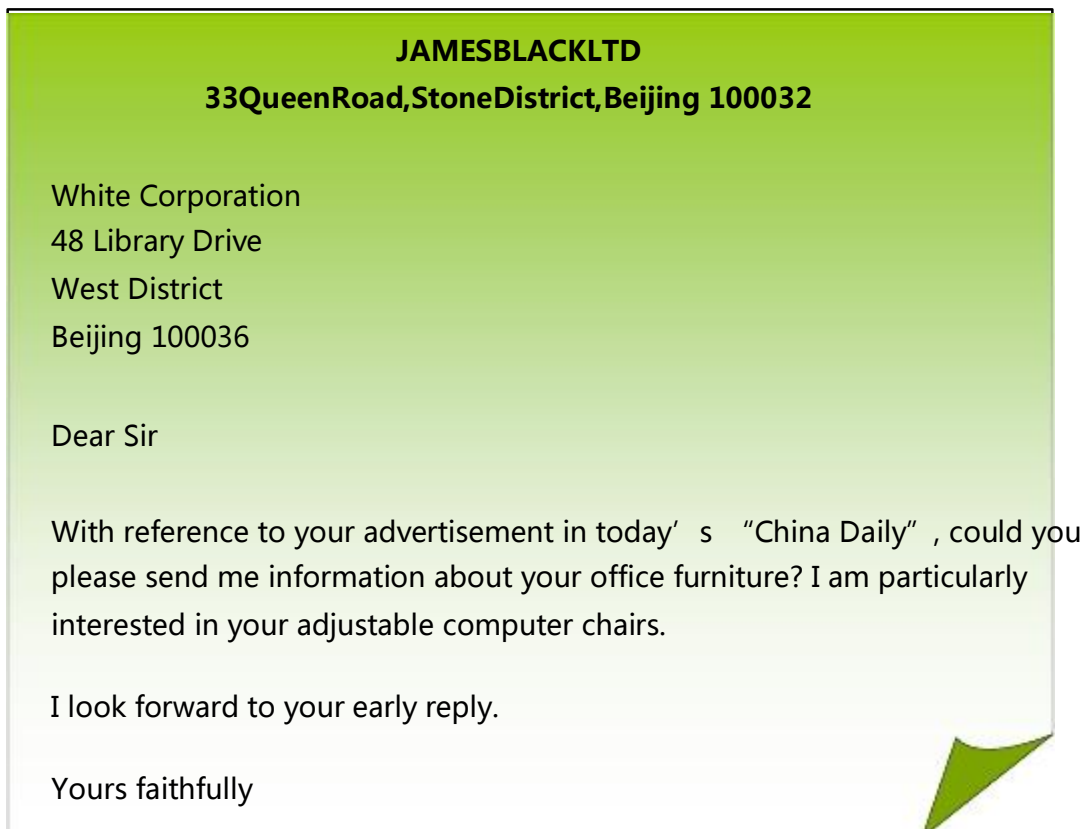 JAMESBLACKLTD
33QueenRoad,StoneDistrict,Beijing 100032
White Corporation
48 Library Drive
West District
Beijing 100036
Dear Sir
With reference to your advertisement in today’s “China Daily”, could you
please send me information about your office furniture? I am particularly
interested in your adjustable computer chairs.
I look forward to your early reply.
Yours faithfully